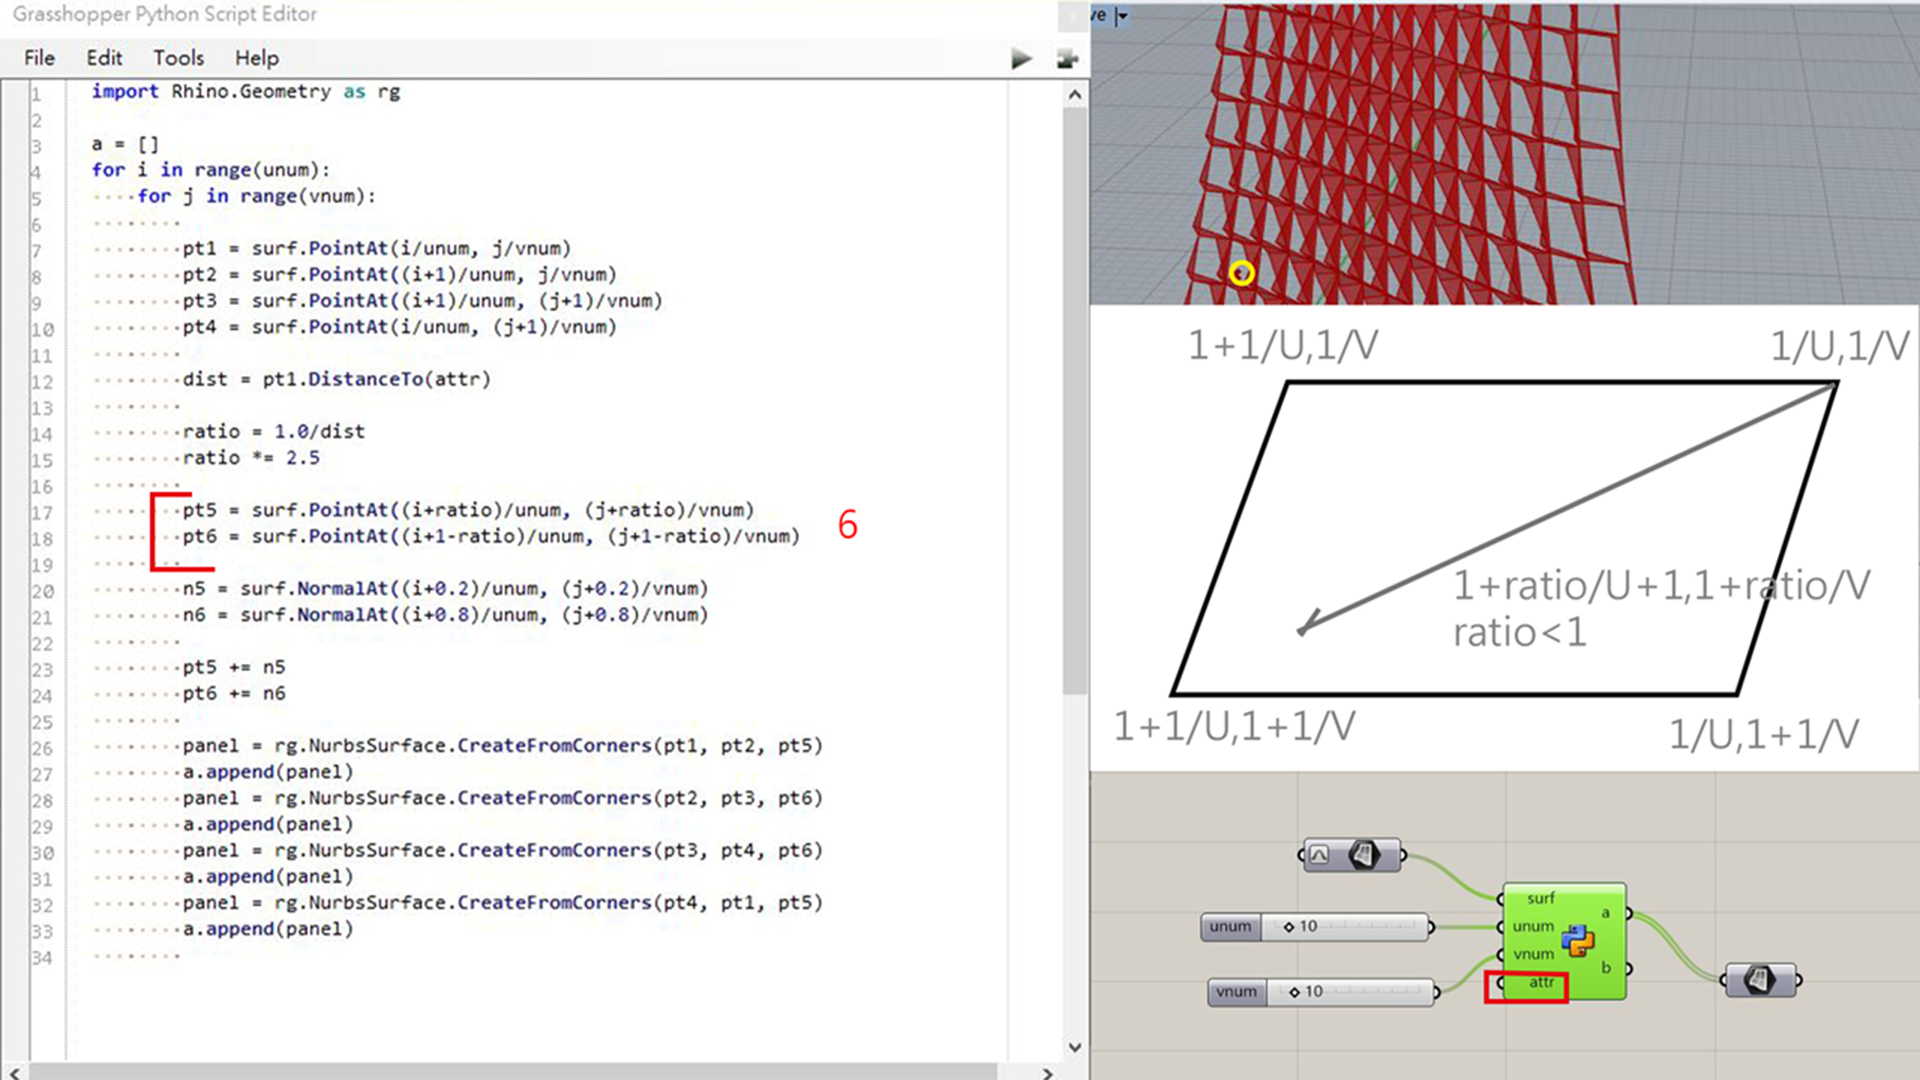 Grasshopper Python Script Editor
File Edit Tools Help
1 import Rhino.Geometry as rg
2
3 a = []
4 for i in range(unum):
5 for j in range(vnum):
6
7 pt1 = surf.PointAt(i/unum, j/vnum)
8 pt2 = surf.PointAt((i+1)/unum, j/vnum)
9 pt3 = surf.PointAt((i+1)/unum, (j+1)/vnum)
10 pt4 = surf.PointAt(i/unum, (j+1)/vnum)
11
12 dist = pt1.DistanceTo(attr)
13
14 ratio = 1.0/dist
15 ratio *= 2.5
16
17 pt5 = surf.PointAt((i+ratio)/unum, (j+ratio)/vnum)
18 pt6 = surf.PointAt((i+1-ratio)/unum, (j+1-ratio)/vnum)
6
19
20 n5 = surf.NormalAt((i+0.2)/unum, (j+0.2)/vnum)
21 n6 = surf.NormalAt((i+0.8)/unum, (j+0.8)/vnum)
22
23 pt5 += n5
24 pt6 += n6
25
26 panel = rg.NurbsSurface.CreateFromCorners(pt1, pt2, pt5)
27 a.append(panel)
28 panel = rg.NurbsSurface.CreateFromCorners(pt2, pt3, pt6)
29 a.append(panel)
30 panel = rg.NurbsSurface.CreateFromCorners(pt3, pt4, pt6)
31 a.append(panel)
32 panel = rg.NurbsSurface.CreateFromCorners(pt4, pt1, pt5)
33 a.append(panel)
34
ve
1+1/U,1/V
1/U,1/V
1+ratio/U+1,1+ratio/V
ratio<1
1+1/U,1+1/V
1/U,1+1/V
unum 10
vnum 10
surf
unum
vnum
attr
a
b